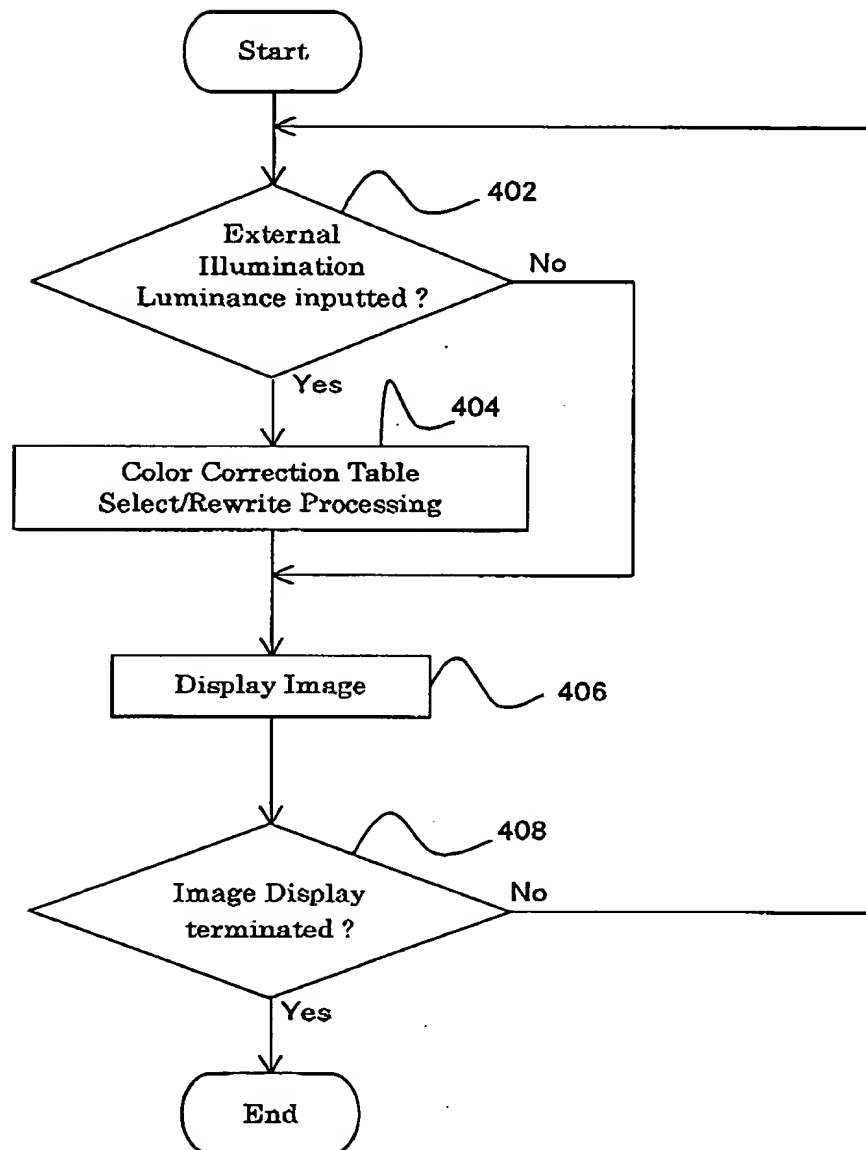 Start
402
External
Illumination
Luminance inputted ?
No
Yes
404
Color Correction Table
Select/Rewrite Processing
Display Image
406
408
Image Display
terminated ?
No
Yes
End